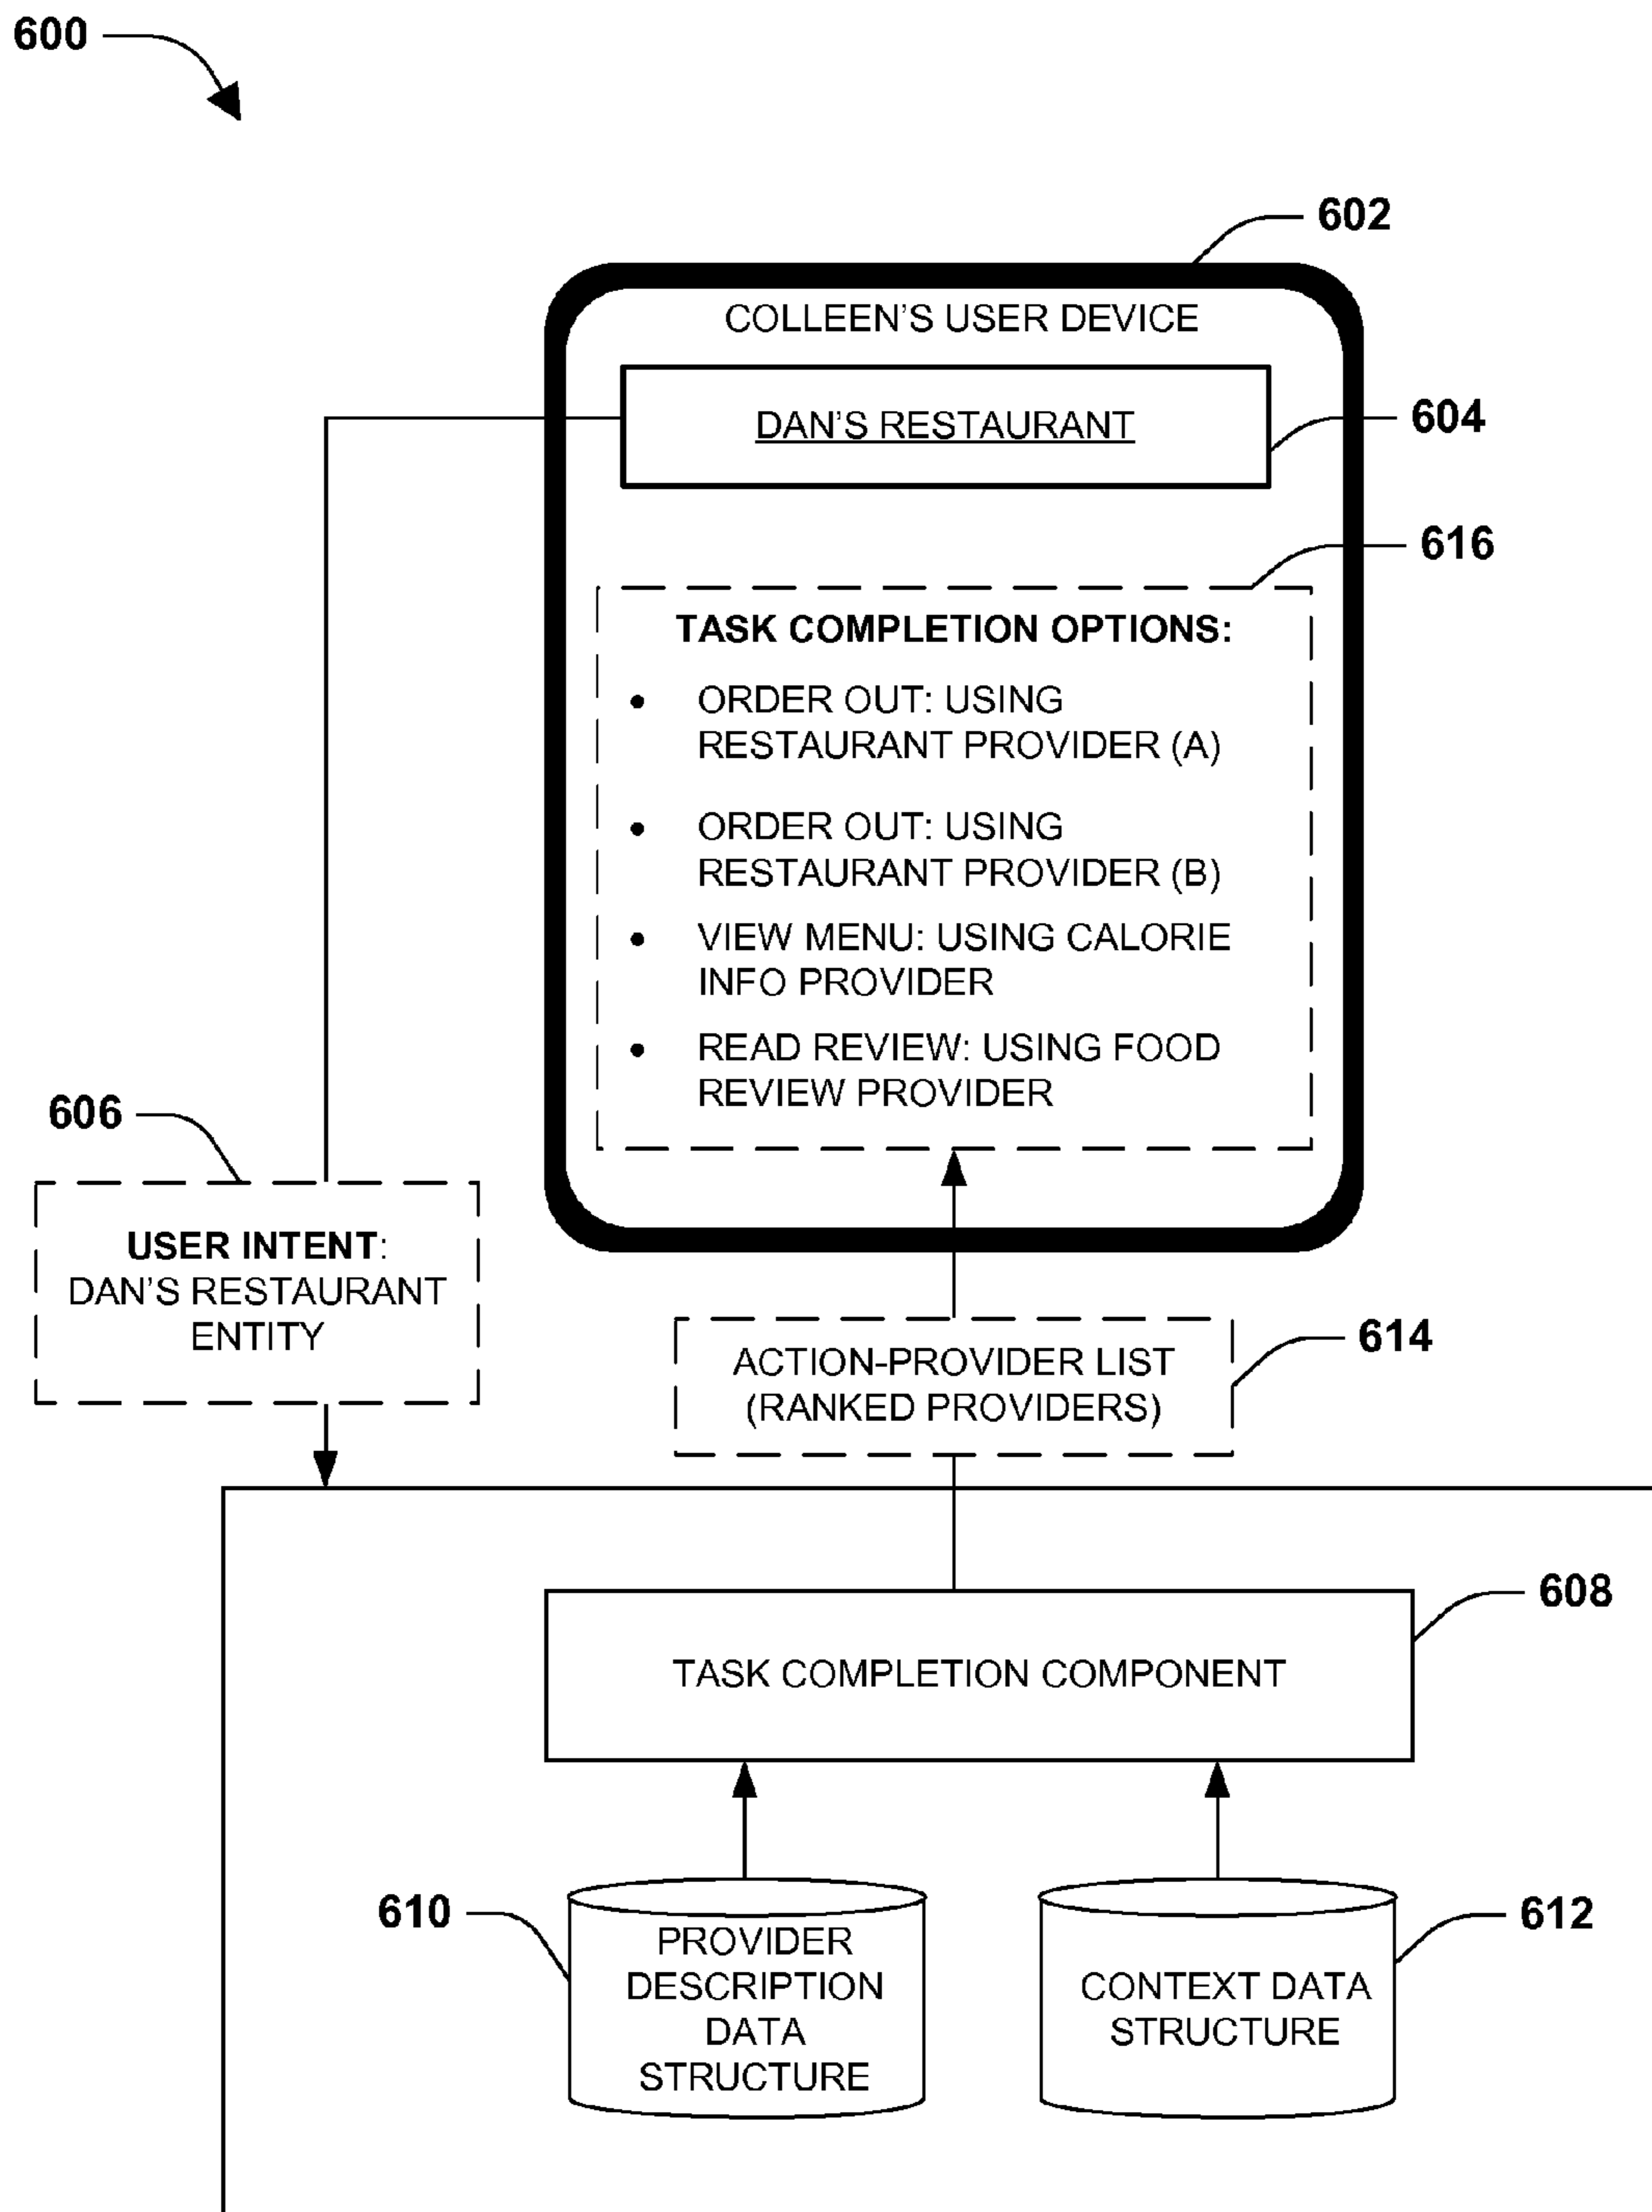 600
602
COLLEEN'S USER DEVICE
DAN'S RESTAURANT
604
616
TASK COMPLETION OPTIONS:
• ORDER OUT: USING
RESTAURANT PROVIDER (A)
• ORDER OUT: USING
RESTAURANT PROVIDER (B)
• VIEW MENU: USING CALORIE
INFO PROVIDER
• READ REVIEW: USING FOOD
REVIEW PROVIDER
606
USER INTENT:
DAN'S RESTAURANT
ENTITY
614
ACTION-PROVIDER LIST
(RANKED PROVIDERS)
608
TASK COMPLETION COMPONENT
610
PROVIDER
DESCRIPTION
DATA
STRUCTURE
612
CONTEXT DATA
STRUCTURE